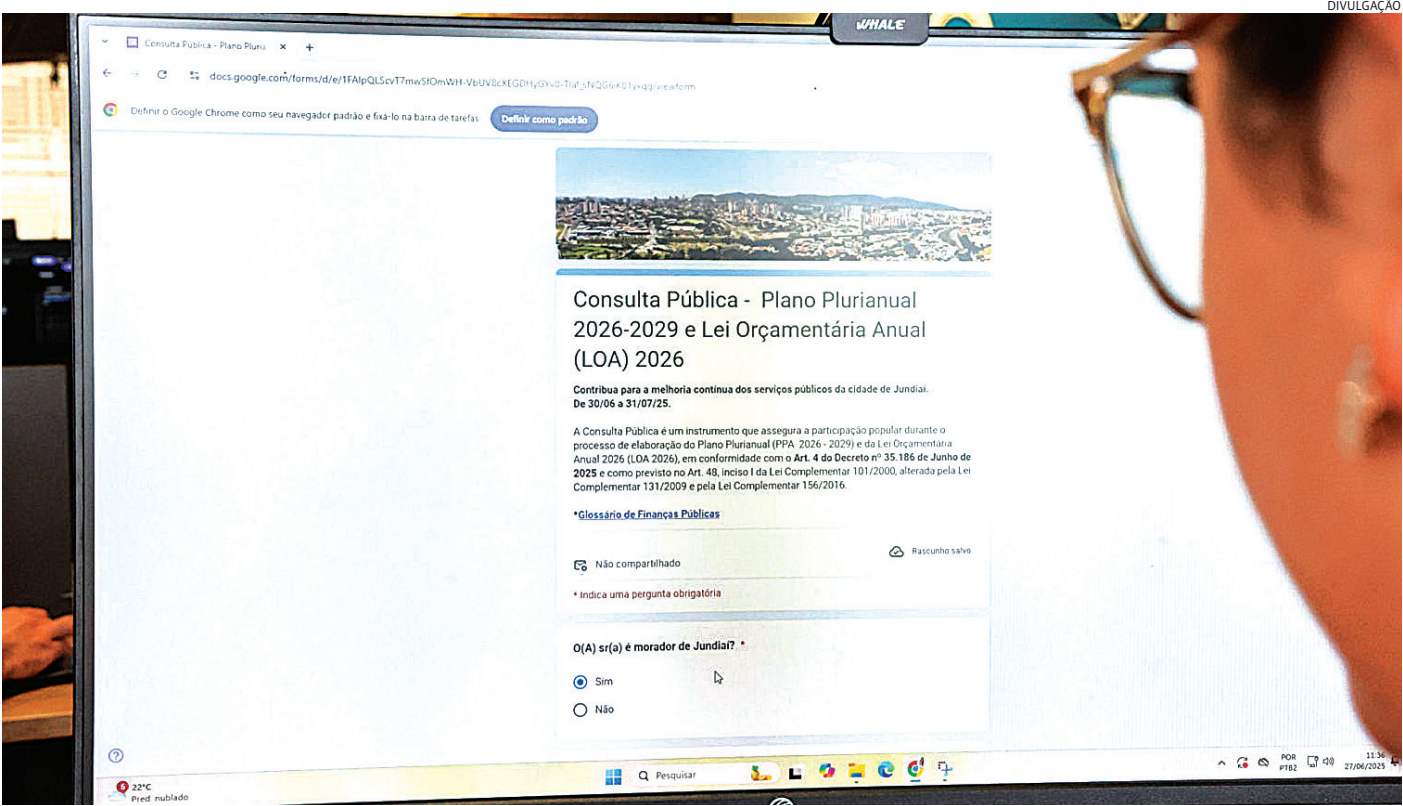 DIVULGAÇÃO
WHALE
Consulta Pública - Plano Pluria
docs.google.com/forms/d/e/
Definir o Google Chrome como seu navegador padrão e fixá-lo na barra de tarefas
Definir como padrão
Consulta Pública - Plano Plurianual
2026-2029 e Lei Orçamentária Anual
(LOA) 2026
Contribua para a melhoria contínua dos serviços públicos da cidade de Jundiaí.
De 30/06 a 31/07/25.
A Consulta Pública é um instrumento que assegura a participação popular durante o
processo de elaboração do Plano Plurianual (PPA 2026 - 2029) e da Lei Orçamentária
Anual 2026 (LOA 2026), em conformidade com o Art. 4 do Decreto nº 35.186 de Junho de
2025 e como previsto no Art. 48, inciso I da Lei Complementar 101/2000, alterada pela Lei
Complementar 131/2009 e pela Lei Complementar 156/2016.
*Glossário de Finanças Públicas
Não compartilhado
Rascunho salvo
* Indica uma pergunta obrigatória
O(A) sr(a) é morador de Jundiaí? *
Sim
Não
6
22°C
Pred. nublado
Pesquisar
POR
PTB2
11:36
27/06/2025